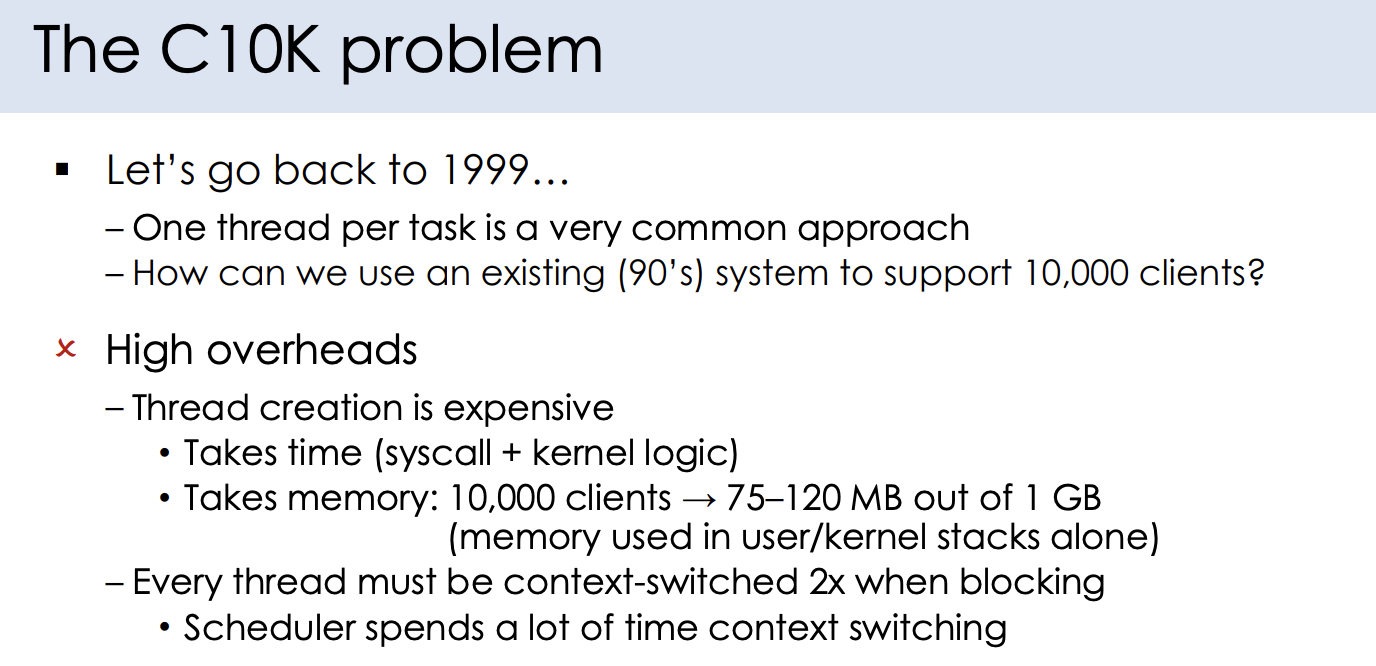 The C10K problem
▪ Let’s go back to 1999…
– One thread per task is a very common approach
– How can we use an existing (90’s) system to support 10,000 clients?
× High overheads
– Thread creation is expensive
• Takes time (syscall + kernel logic)
• Takes memory: 10,000 clients → 75–120 MB out of 1 GB
(memory used in user/kernel stacks alone)
– Every thread must be context-switched 2x when blocking
• Scheduler spends a lot of time context switching